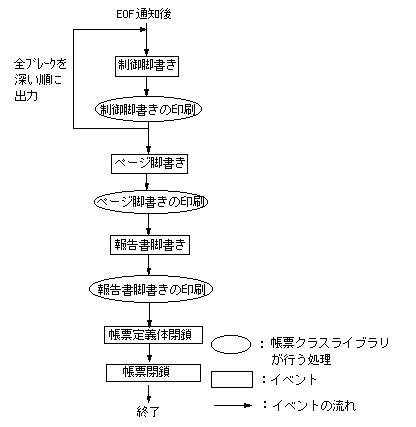 EOF通知後
全ﾌﾞﾚｰｸを
深い順に
出力
制御脚書き
制御脚書きの印刷
ページ脚書き
ページ脚書きの印刷
報告書脚書き
報告書脚書きの印刷
帳票定義体閉鎖
帳票閉鎖
終了
：帳票クラスライブラリ
が行う処理
：イベント
：イベントの流れ